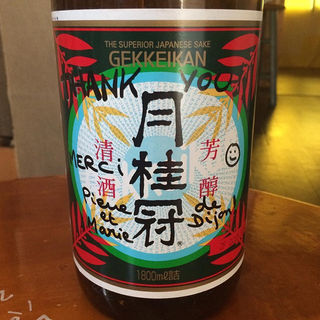 THE SUPERIOR JAPANESE SAKE
GEKKEIKAN
THANK YOU
月桂冠
清酒
芳醇
MERCi
Pierre et Marie
de Dijon
1800ml詰